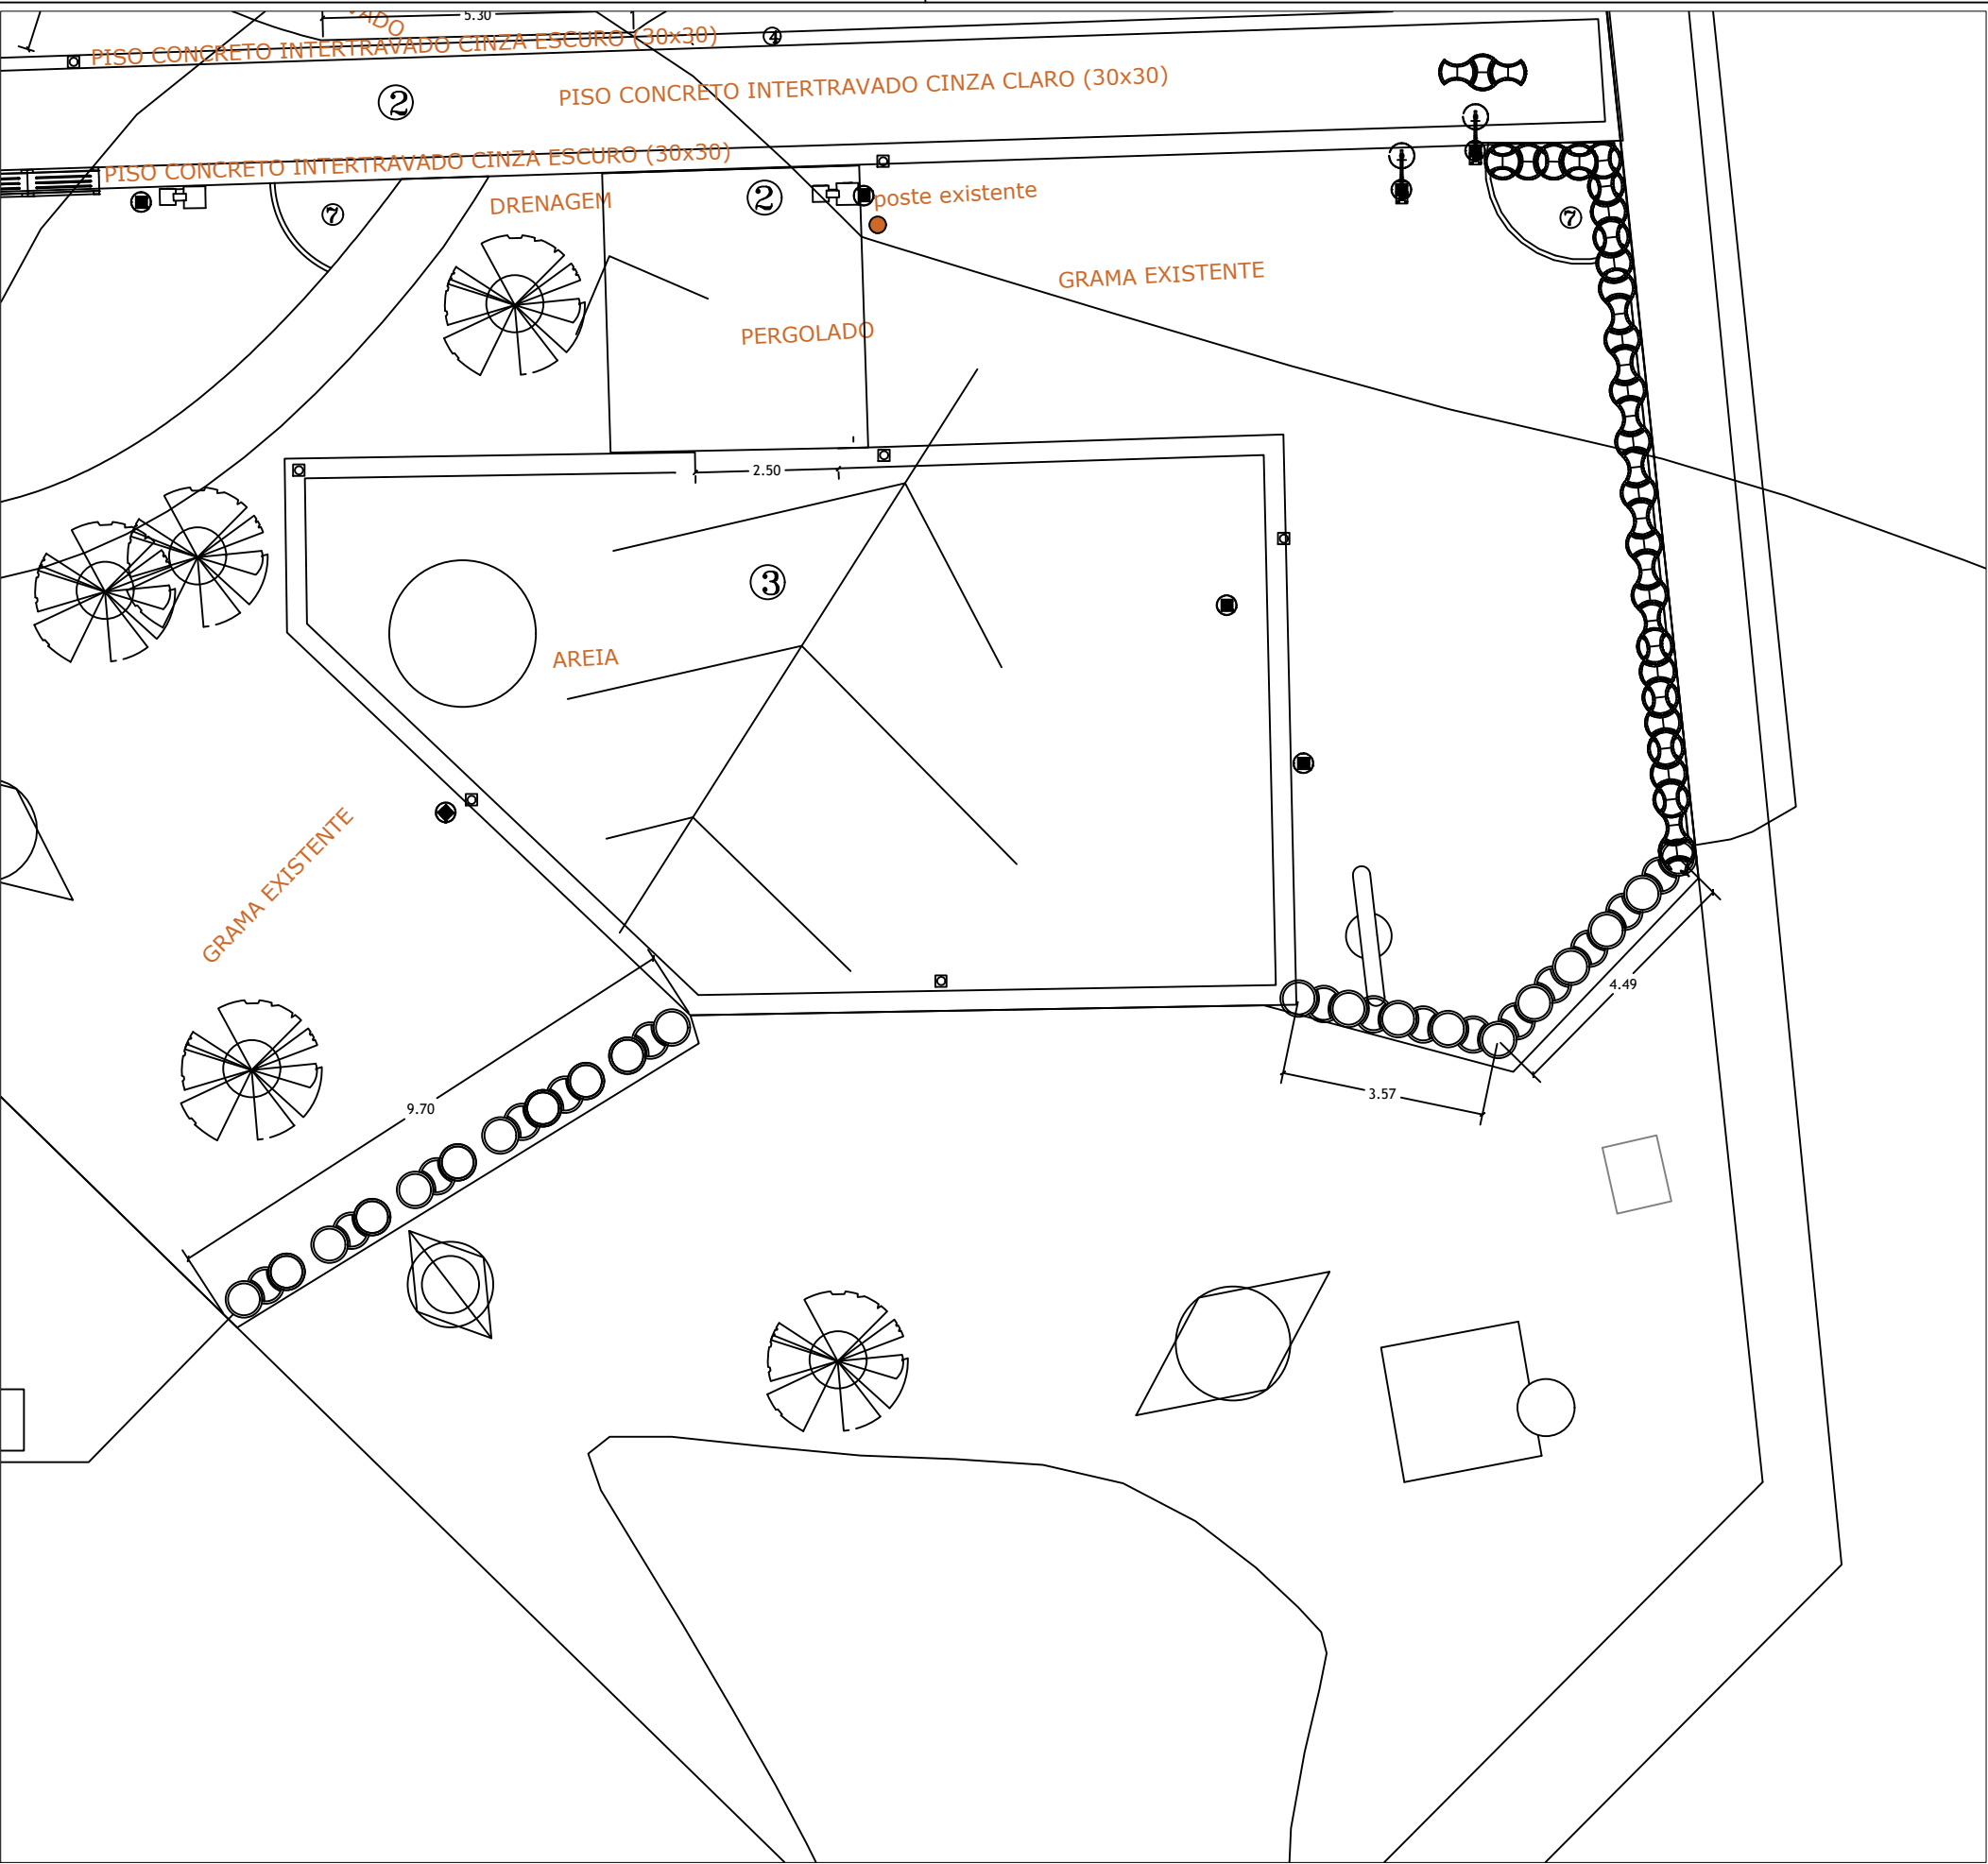 VADO
5.30
PISO CONCRETO INTERTRAVADO CINZA ESCURO (30x30)
4
PISO CONCRETO INTERTRAVADO CINZA CLARO (30x30)
2
PISO CONCRETO INTERTRAVADO CINZA ESCURO (30x30)
7
DRENAGEM
2
poste existente
7
GRAMA EXISTENTE
PERGOLADO
2.50
3
AREIA
GRAMA EXISTENTE
4.49
3.57
9.70